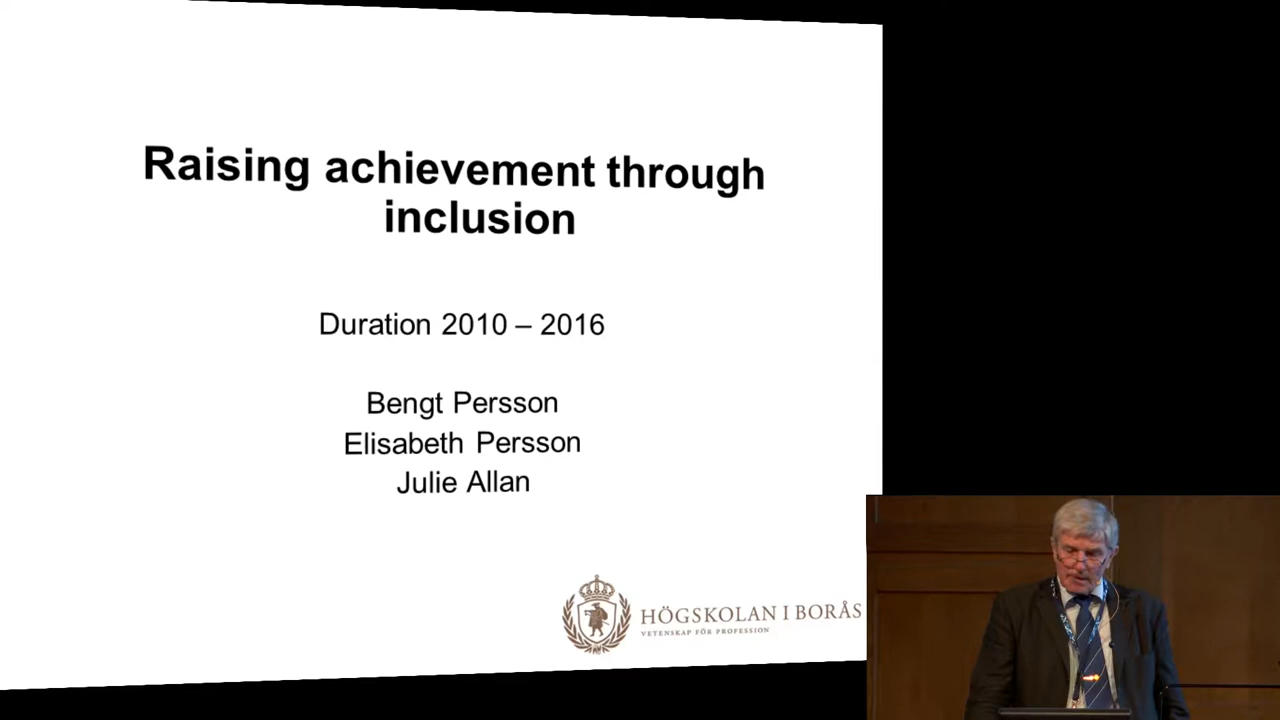 Raising achievement through
inclusion
Duration 2010 – 2016
Bengt Persson
Elisabeth Persson
Julie Allan
HÖGSKOLAN I BORÅS
VETENSKAP FÖR PROFESSION